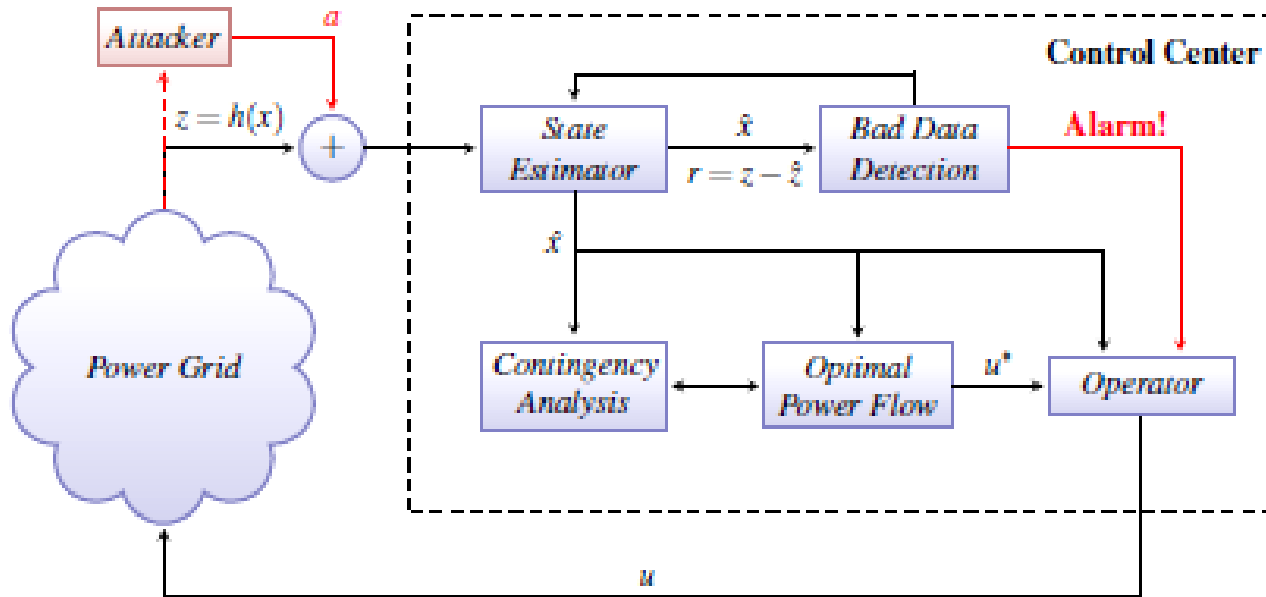 a
Attacker
Control Center
z = h(x)
+
State
Estimator
x̂
r = z − ẑ
Bad Data
Detection
Alarm!
x̂
Power Grid
Contingency
Analysis
Optimal
Power Flow
u*
Operator
u